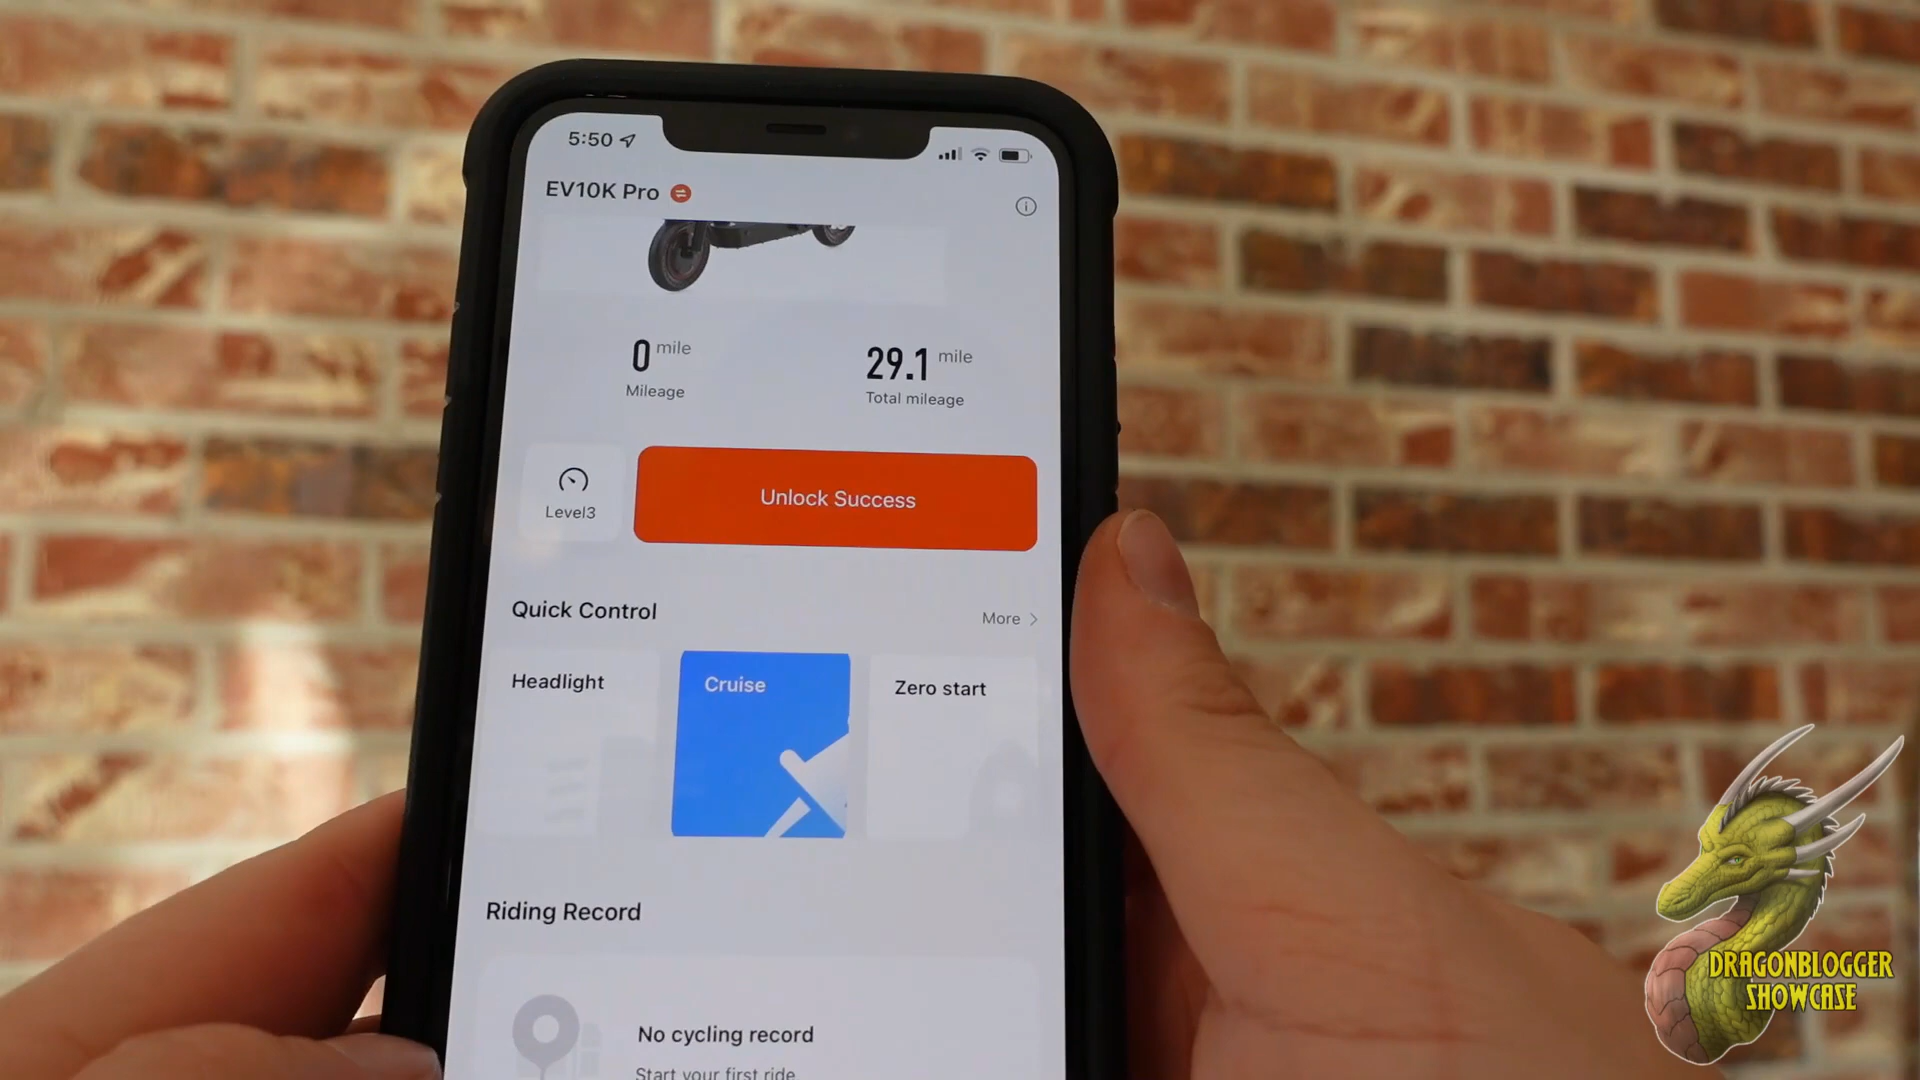 5:50
EV10K Pro
0 mile
29.1 mile
Mileage
Total mileage
Level3
Unlock Success
Quick Control
More >
Headlight
Cruise
Zero start
Riding Record
No cycling record
Start your first ride
DRAGONBLOGGER
SHOWCASE